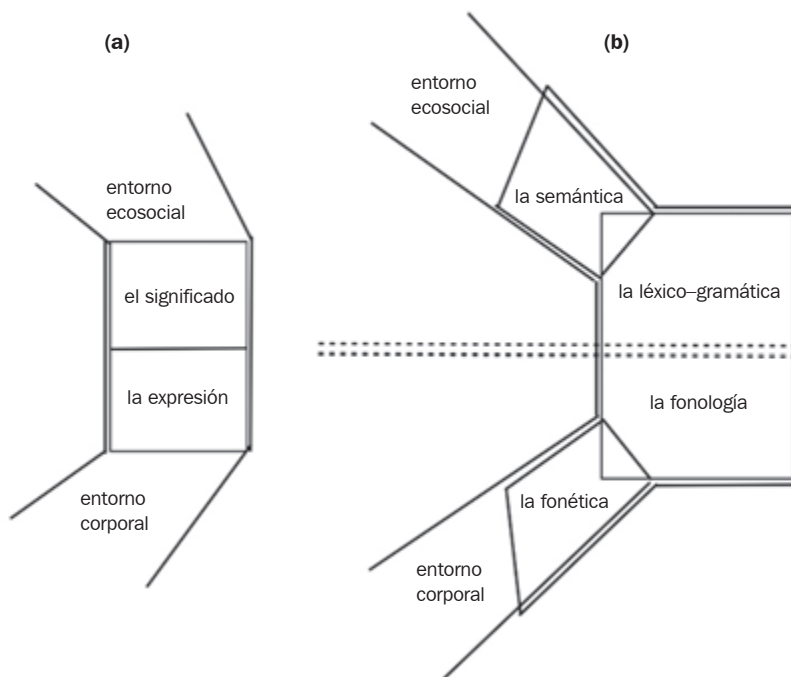 (a)
entorno
ecosocial
el significado
la expresión
entorno
corporal
(b)
entorno
ecosocial
la semántica
la léxico–gramática
la fonología
la fonética
entorno
corporal